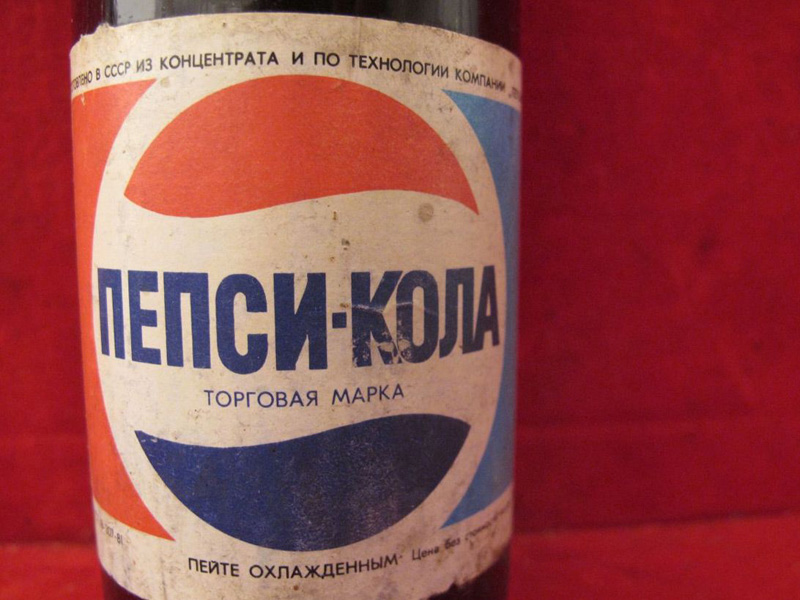 В СССР ИЗ КОНЦЕНТРАТА И ПО ТЕХНОЛОГИИ КОМПАНИИ
ПЕПСИ-КОЛА
ТОРГОВАЯ МАРКА
ПЕЙТЕ ОХЛАЖДЕННЫМ· Цена без